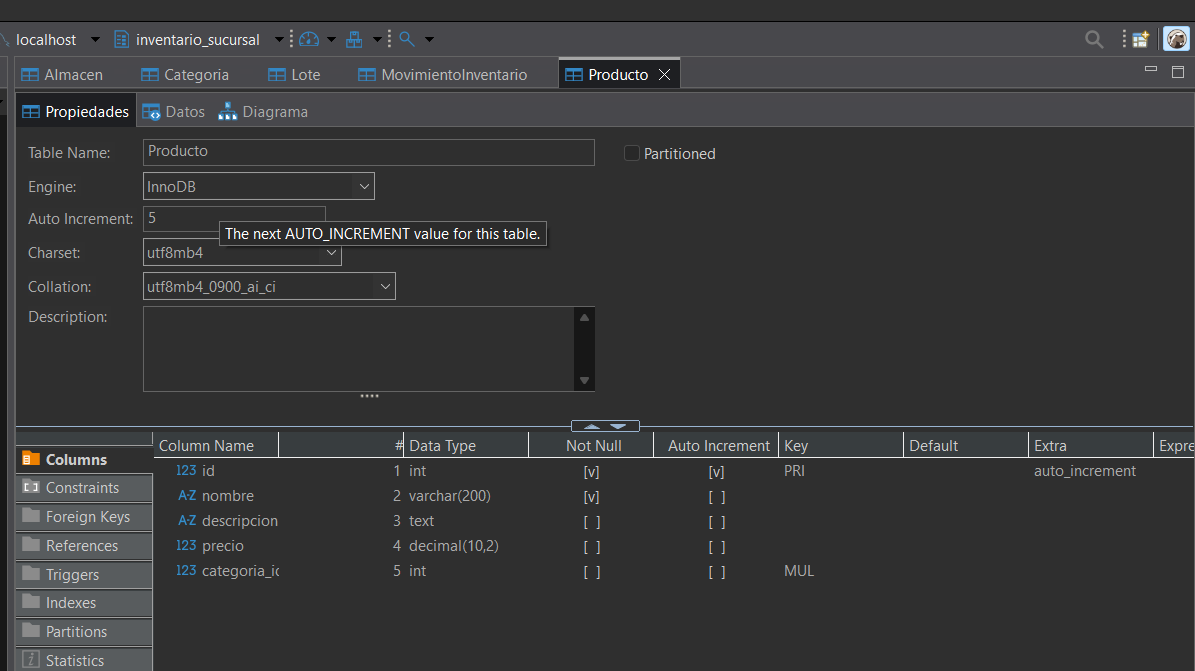 localhost inventario_sucursal
Almacen Categoria Lote MovimientoInventario Producto
Propiedades Datos Diagrama
Table Name: Producto Partitioned
Engine: InnoDB
Auto Increment: 5
The next AUTO_INCREMENT value for this table.
Charset: utf8mb4
Collation: utf8mb4_0900_ai_ci
Description:
Column Name # Data Type Not Null Auto Increment Key Default Extra Expre
Columns
Constraints
Foreign Keys
References
Triggers
Indexes
Partitions
Statistics
123 id 1 int [v] [v] PRI auto_increment
A-Z nombre 2 varchar(200) [v] [ ]
A-Z descripcion 3 text [ ] [ ]
123 precio 4 decimal(10,2) [ ] [ ]
123 categoria_ic 5 int [ ] [ ] MUL